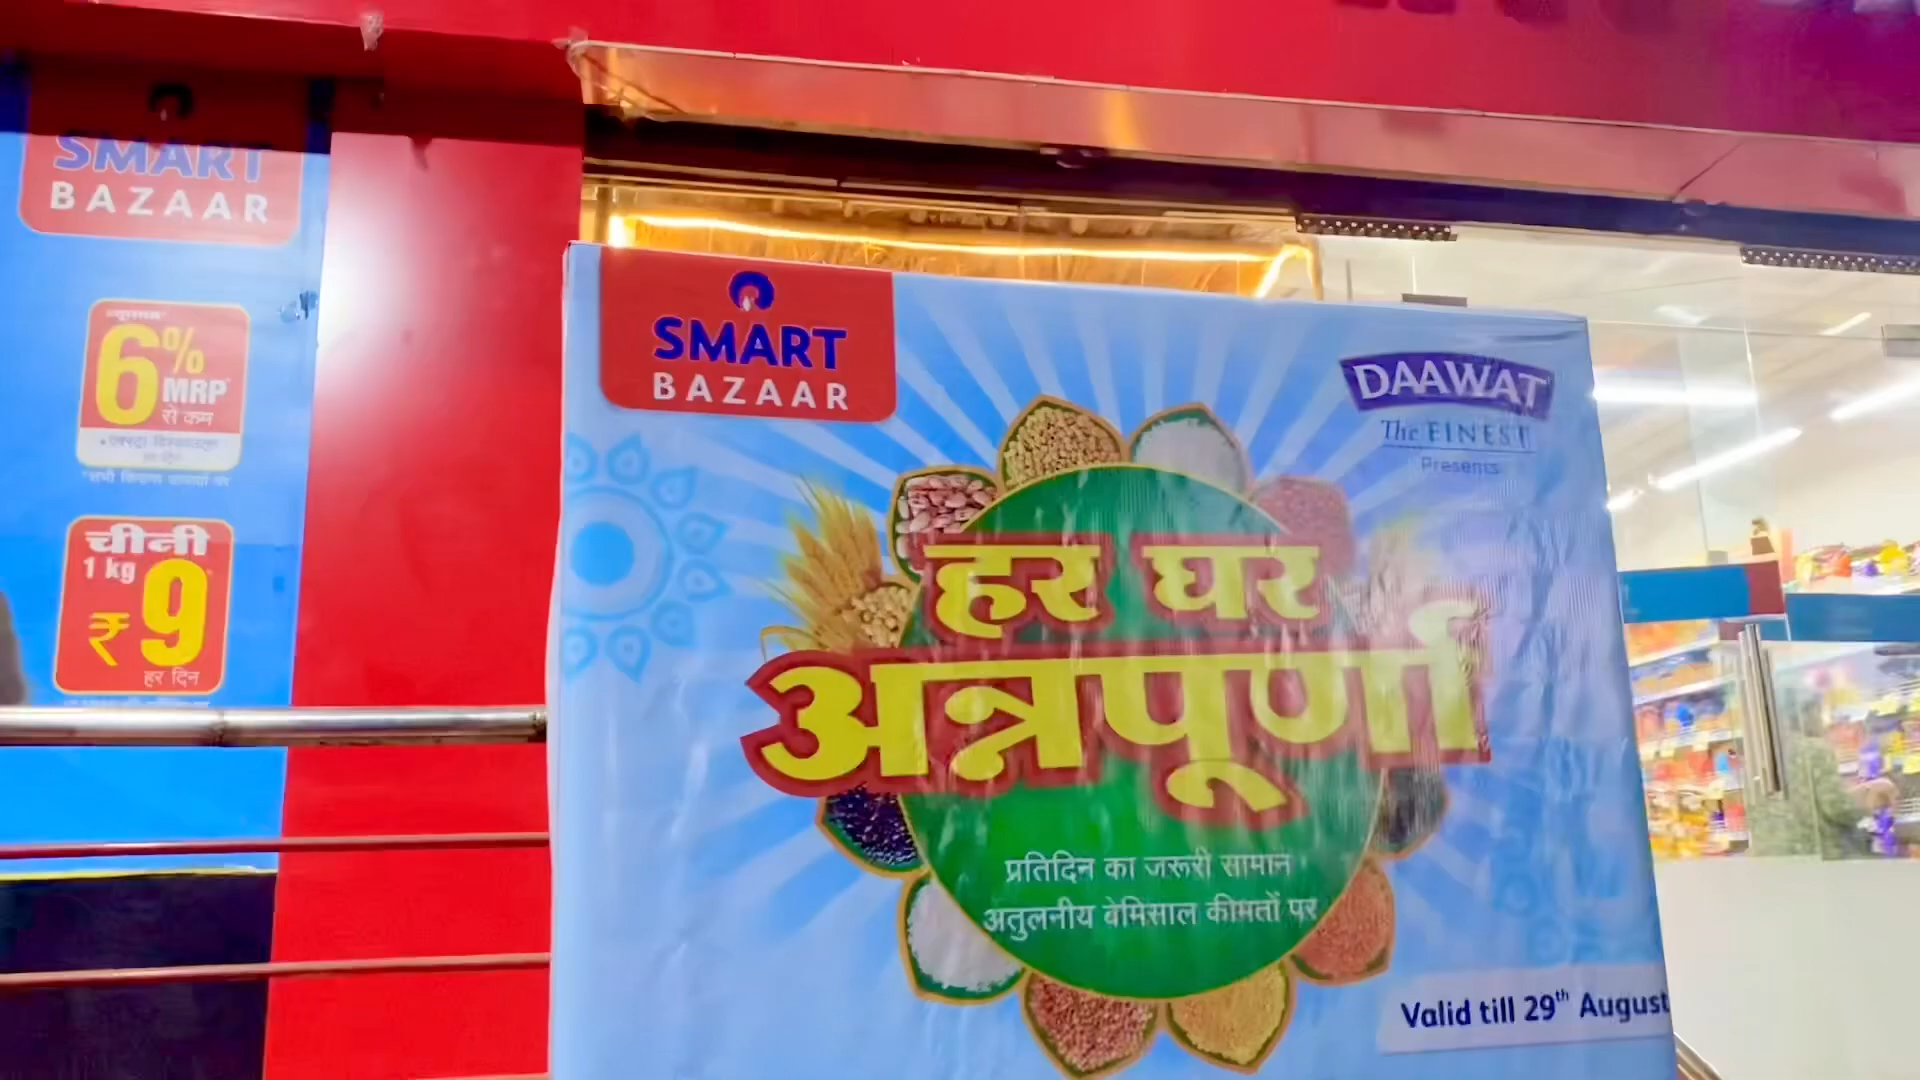 SMART
BAZAAR
6%
MRP
से कम
चीनी
1 kg
₹9
हर दिन
SMART
BAZAAR
DAAWAT
The FINEST
Presents
हर घर
अन्नपूर्णा
प्रतिदिन का जरूरी सामान
अतुलनीय बेमिसाल कीमतों पर
Valid till 29th August